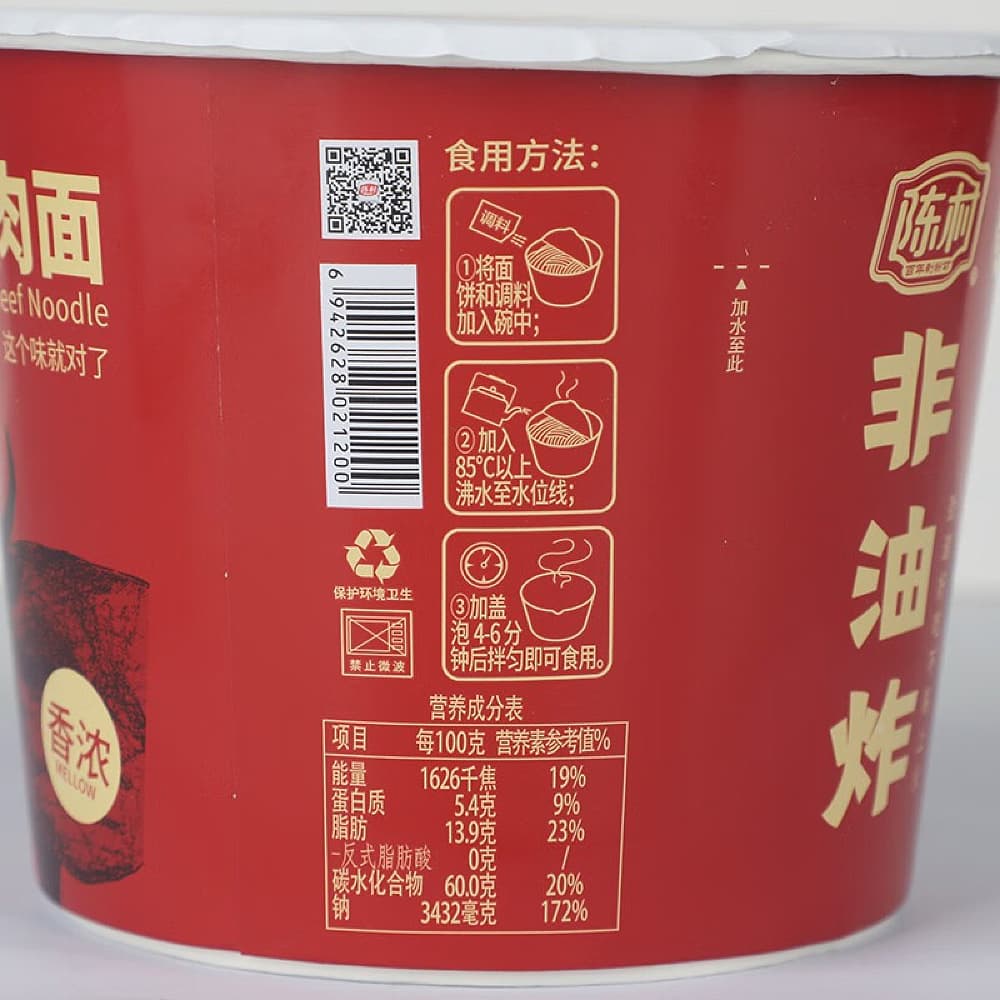 肉面
eef Noodle
这个味就对了
香浓
MELLOW
6 942628 021200
保护环境卫生
禁止微波
食用方法：
调料
①将面
饼和调料
加入碗中；
②加入
85℃以上
沸水至水位线；
③加盖
泡4-6分
钟后拌匀即可食用。
营养成分表
项目 每100克 营养素参考值%
能量 1626千焦 19%
蛋白质 5.4克 9%
脂肪 13.9克 23%
-反式脂肪酸 0克 /
碳水化合物 60.0克 20%
钠 3432毫克 172%
加水至此
陈村
非油炸